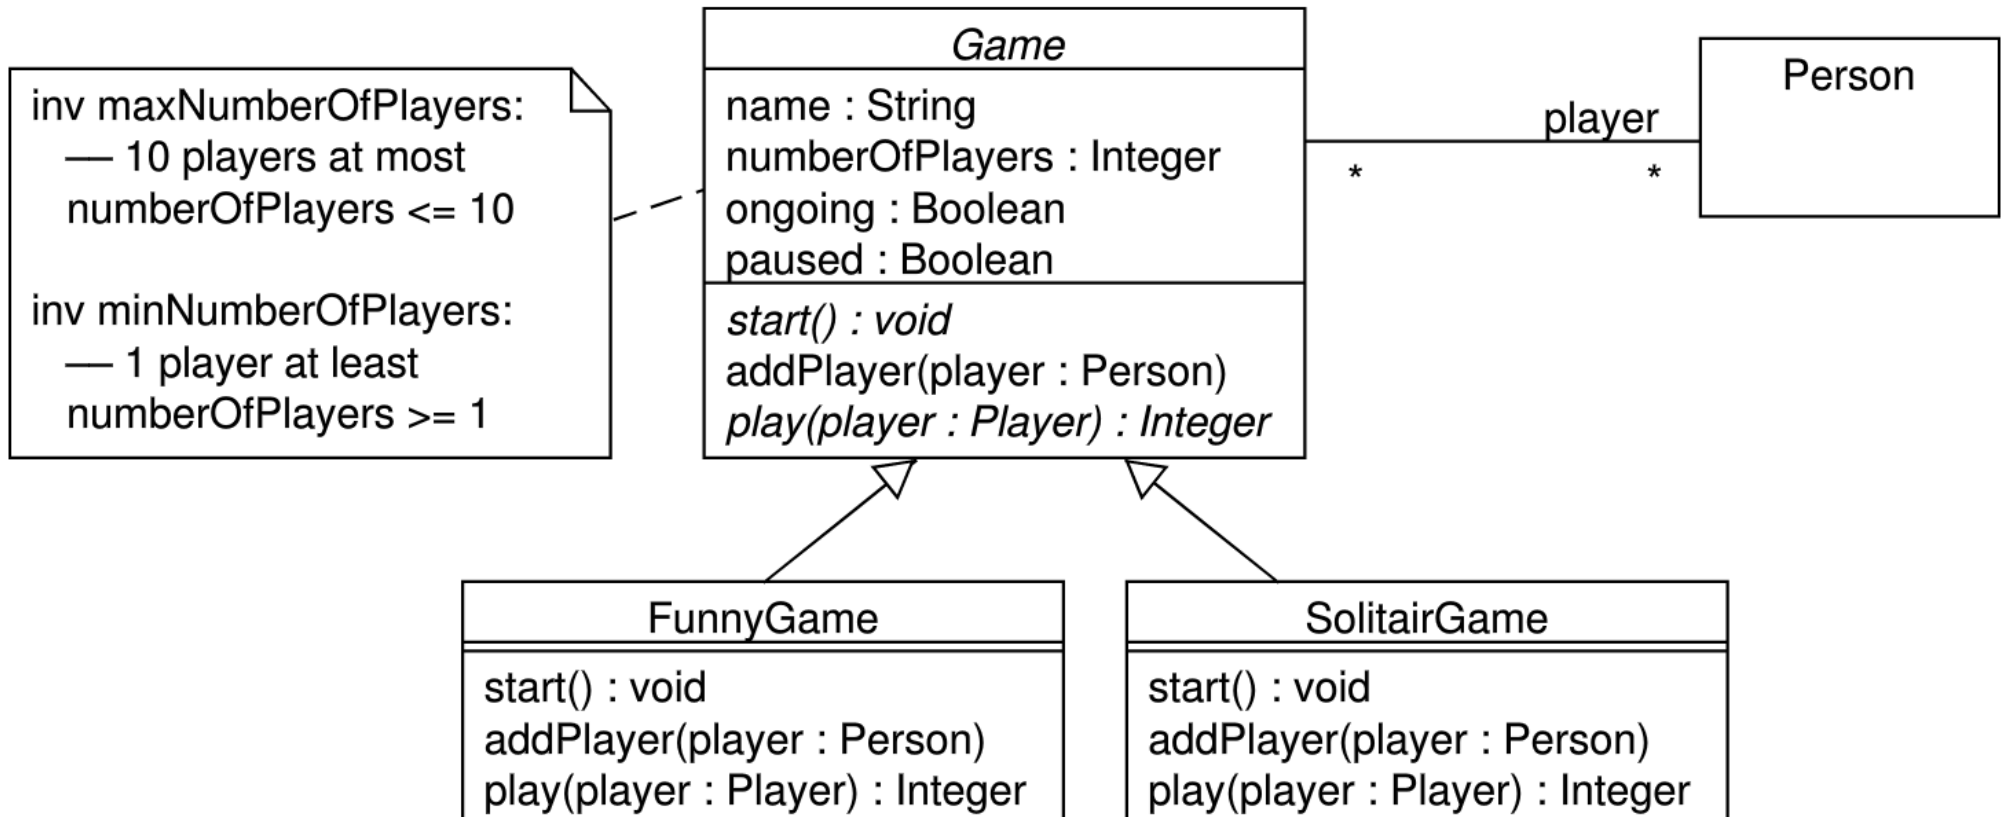 inv maxNumberOfPlayers:
–– 10 players at most
numberOfPlayers <= 10
inv minNumberOfPlayers:
–– 1 player at least
numberOfPlayers >= 1
Game
name : String
numberOfPlayers : Integer
ongoing : Boolean
paused : Boolean
start() : void
addPlayer(player : Person)
play(player : Player) : Integer
player
*
*
Person
FunnyGame
start() : void
addPlayer(player : Person)
play(player : Player) : Integer
SolitairGame
start() : void
addPlayer(player : Person)
play(player : Player) : Integer